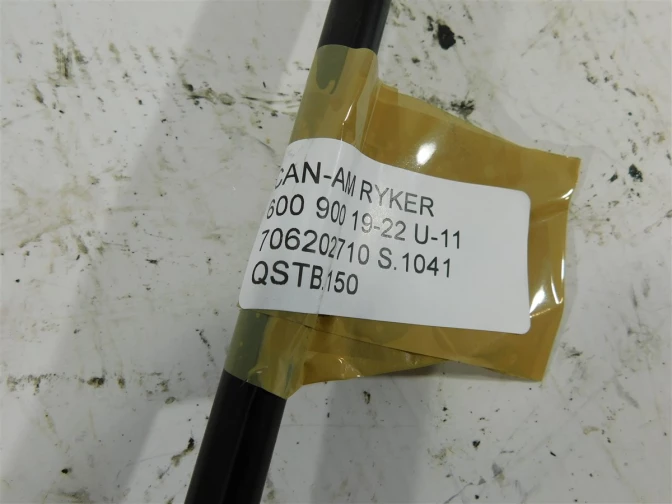 CAN-AM RYKER
600 900 19-22 U-11
706202710 S.1041
QSTB.150